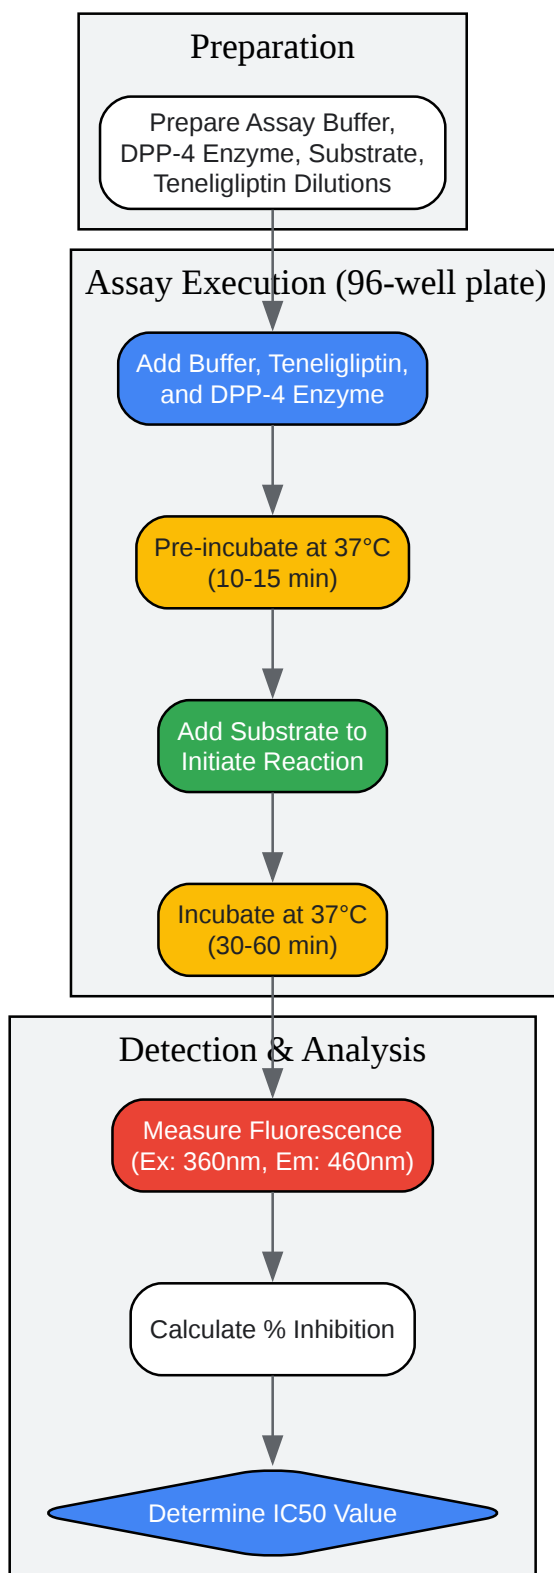 Preparation
Prepare Assay Buffer,
DPP-4 Enzyme, Substrate,
Teneligliptin Dilutions
Assay Execution (96-well plate)
Add Buffer, Teneligliptin,
and DPP-4 Enzyme
Pre-incubate at 37°C
(10-15 min)
Add Substrate to
Initiate Reaction
Incubate at 37°C
(30-60 min)
Detection & Analysis
Measure Fluorescence
(Ex: 360nm, Em: 460nm)
Calculate % Inhibition
Determine IC50 Value